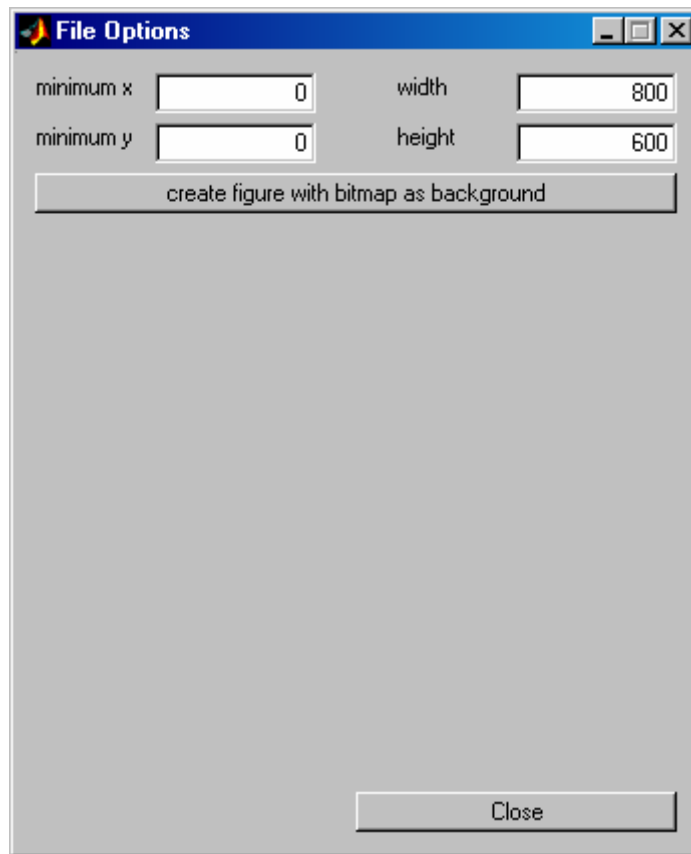 File Options
minimum x 0 width 800
minimum y 0 height 600
create figure with bitmap as background
Close